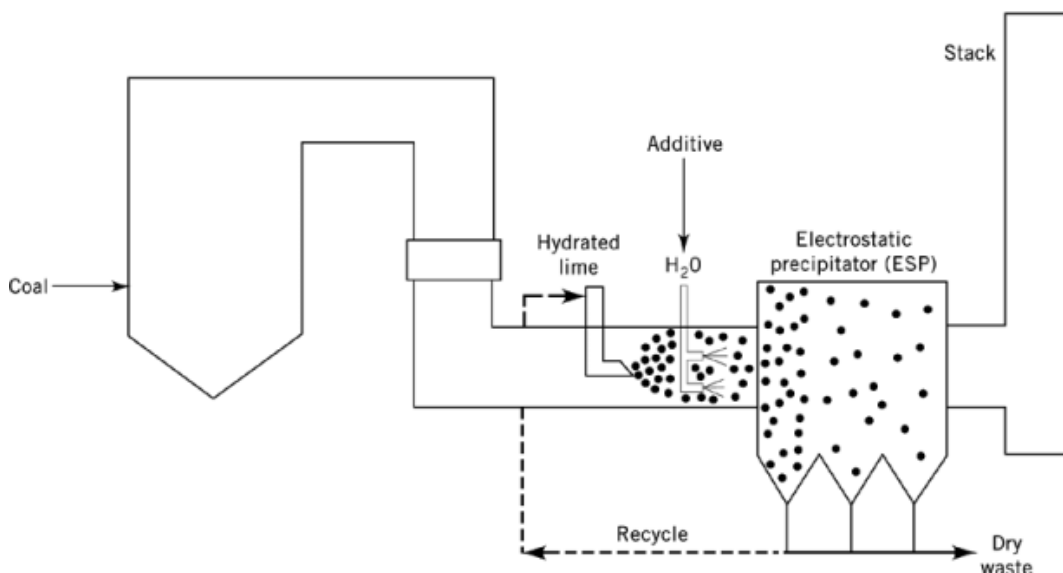 Stack
Additive
Hydrated
lime
H₂O
Electrostatic
precipitator (ESP)
Coal
Recycle
Dry
waste